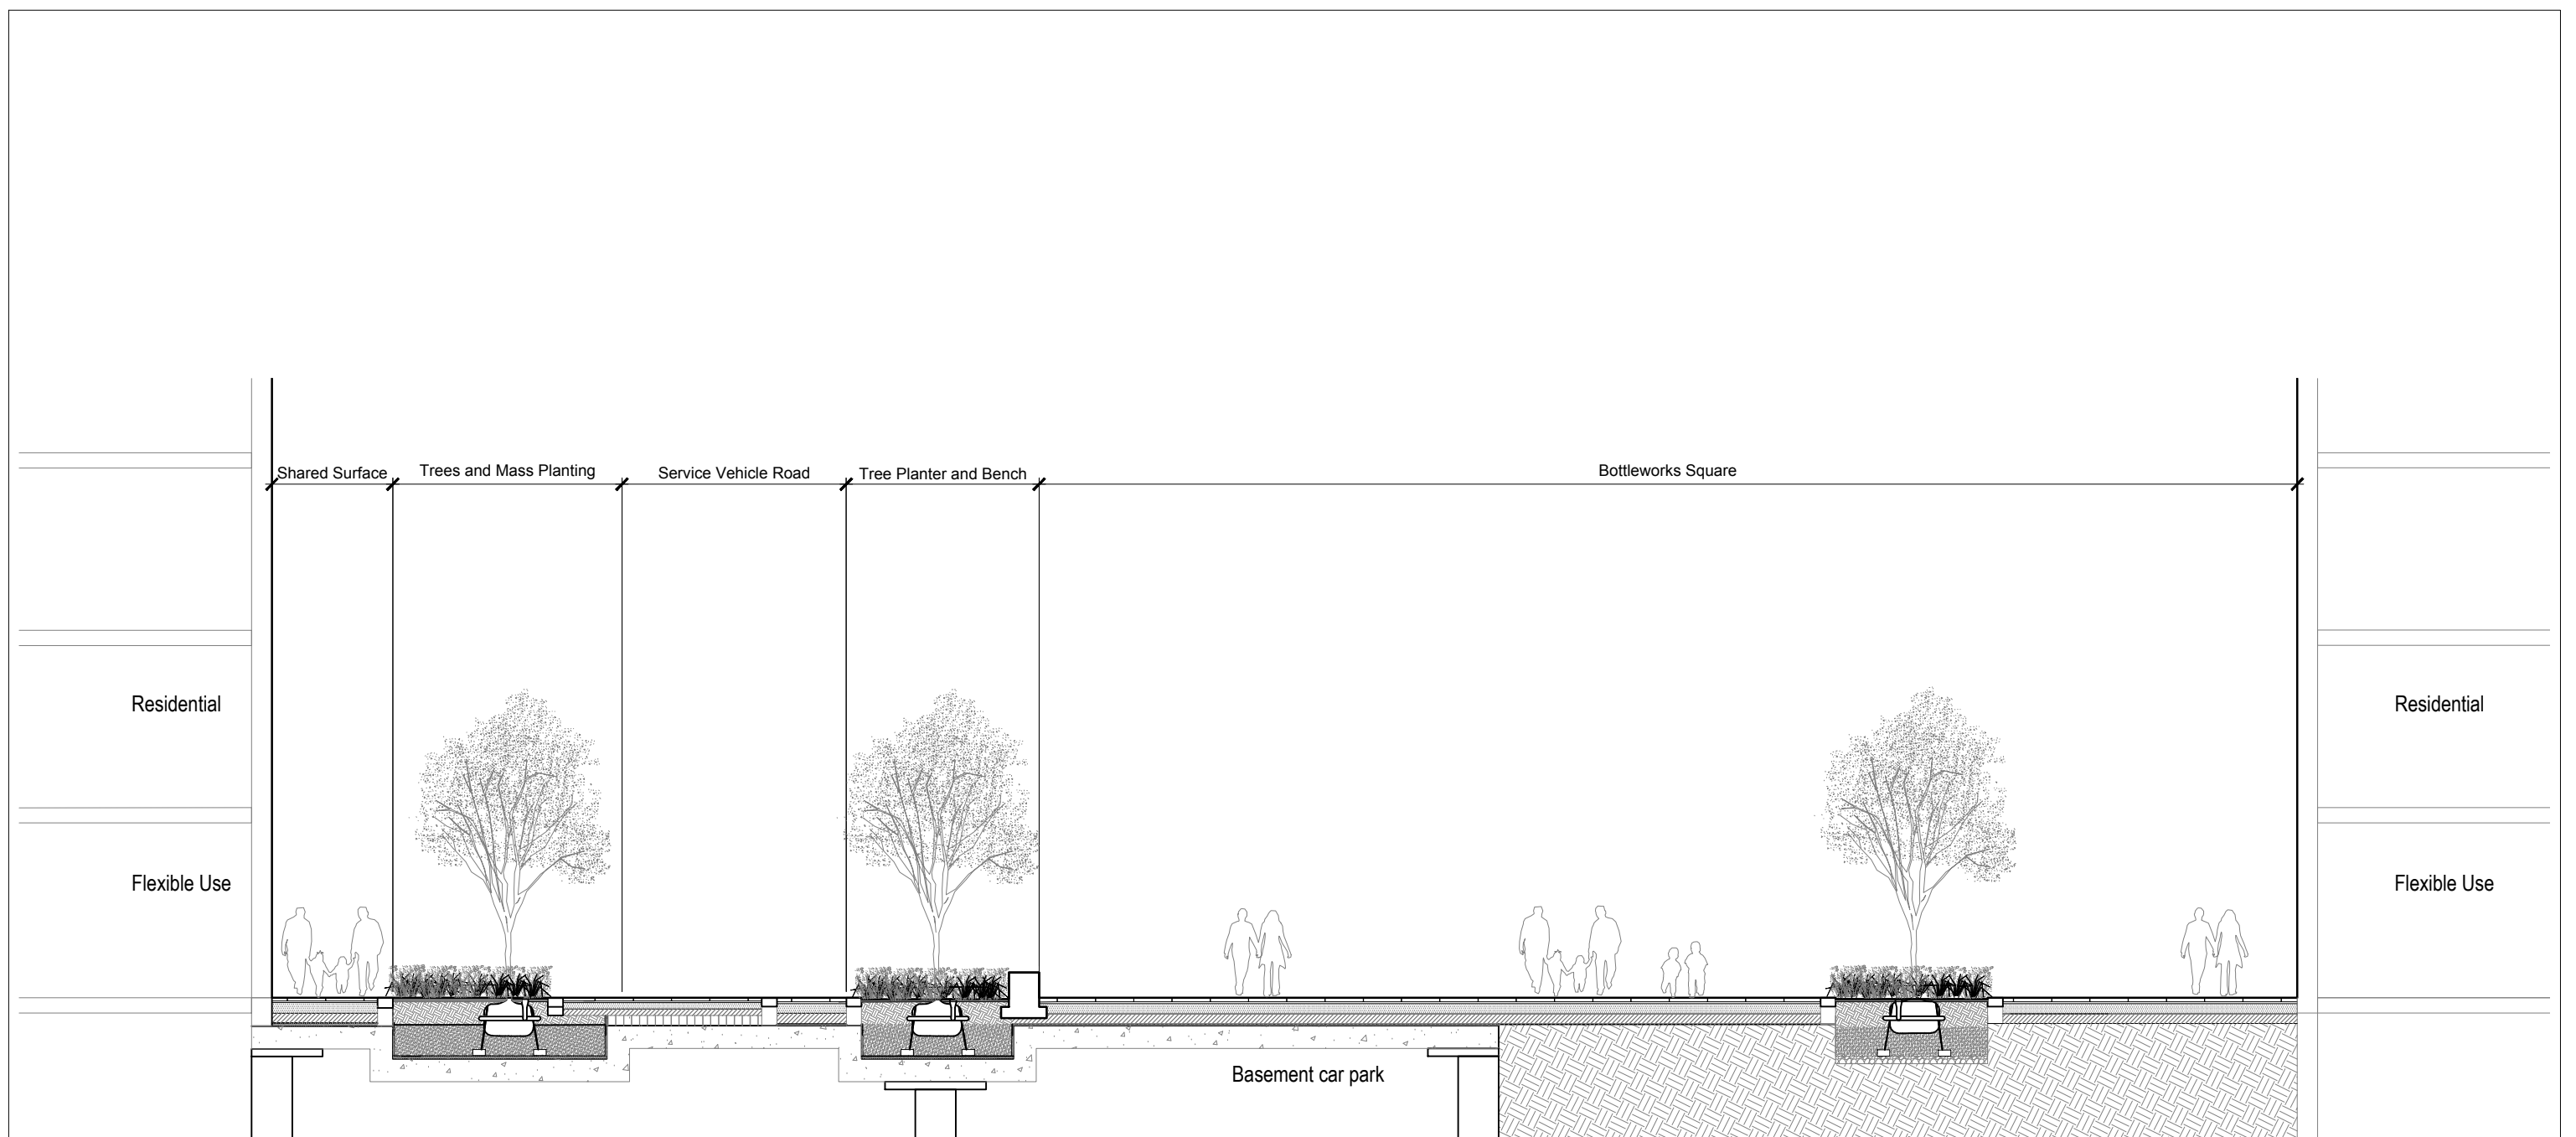 Shared Surface
Trees and Mass Planting
Service Vehicle Road
Tree Planter and Bench
Bottleworks Square
Residential
Residential
Flexible Use
Flexible Use
Basement car park